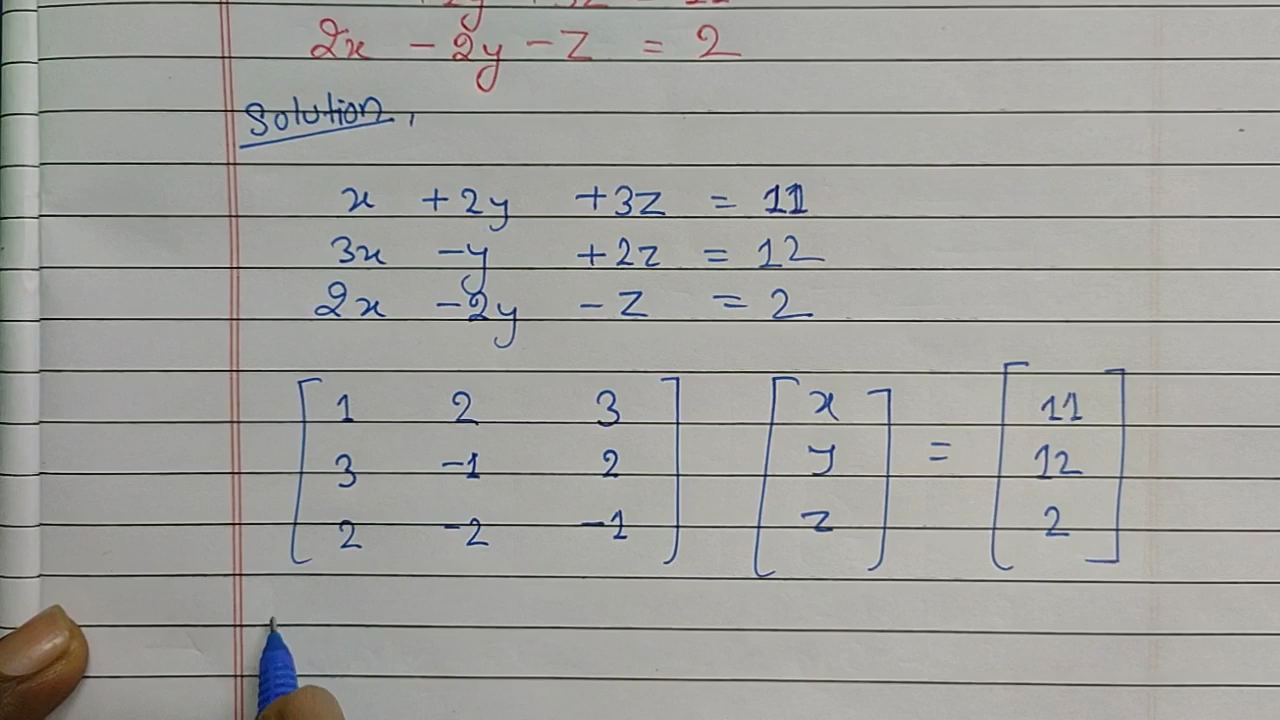 2x - 2y - z = 2
Solution,
x + 2y + 3z = 11
3x - y + 2z = 12
2x - 2y - z = 2
[1 2 3] [x] = [11]
[3 -1 2] [y] = [12]
[2 -2 -1] [z] = [2]